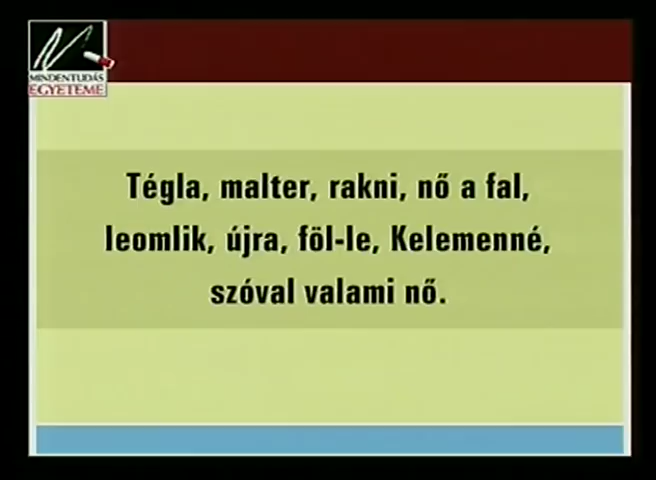 MINDENTUDÁS
EGYETEME
Tégla, malter, rakni, nő a fal,
leomlik, újra, föl-le, Kelemenné,
szóval valami nő.